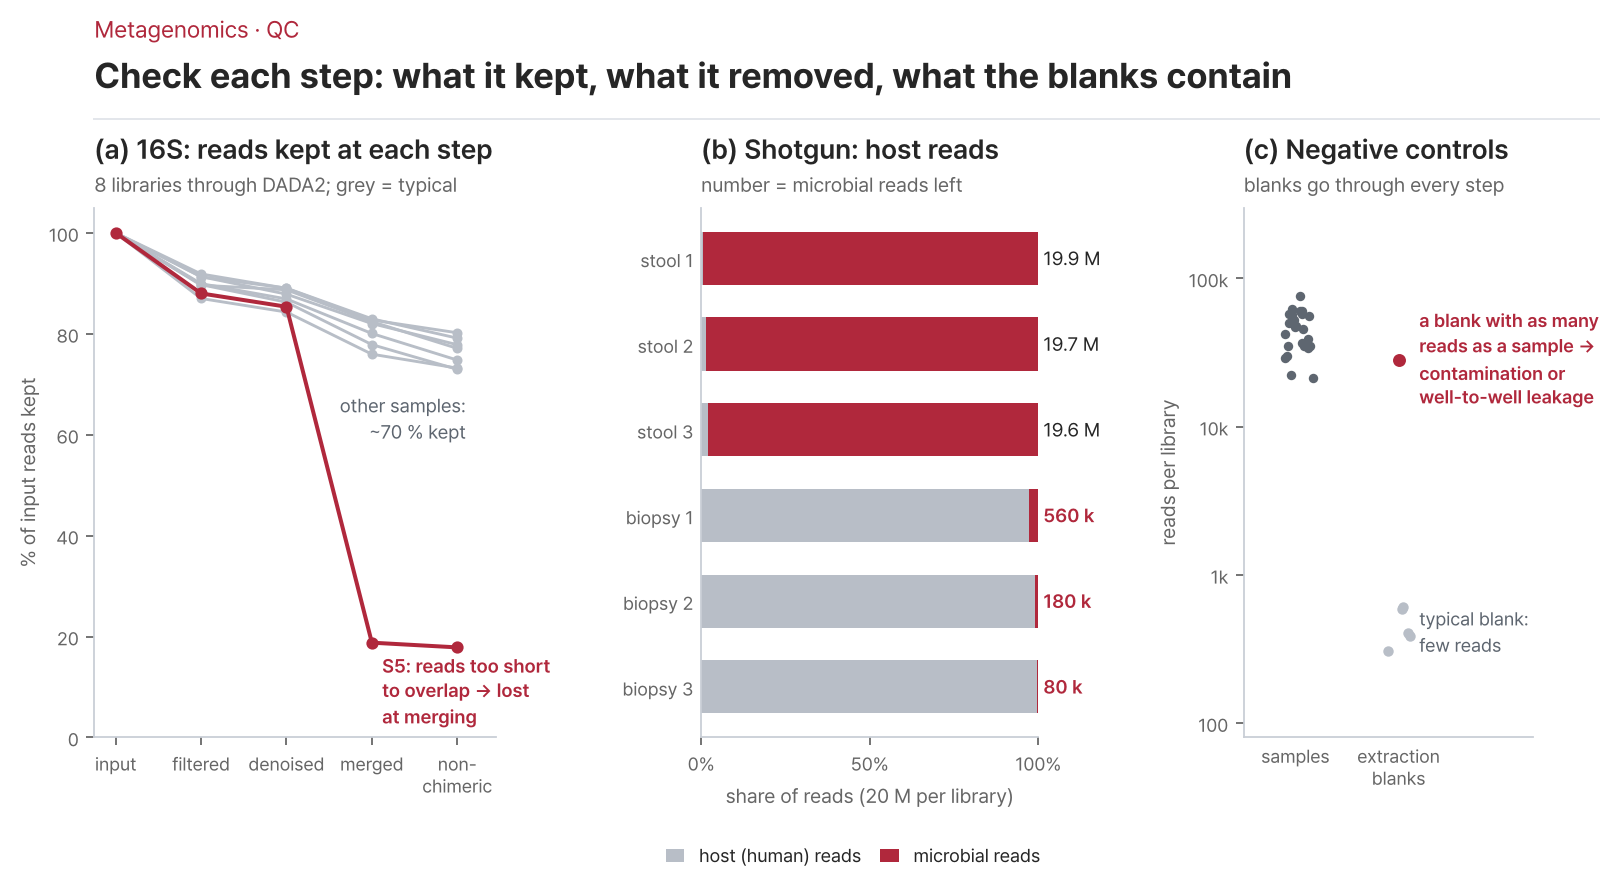 Metagenomics · QC
Check each step: what it kept, what it removed, what the blanks contain
(a) 16S: reads kept at each step
8 libraries through DADA2; grey = typical
% of input reads kept
100
80
60
40
20
0
other samples:
~70 % kept
S5: reads too short
to overlap → lost
at merging
input
filtered
denoised
merged
non-
chimeric
(b) Shotgun: host reads
number = microbial reads left
stool 1
19.9 M
stool 2
19.7 M
stool 3
19.6 M
biopsy 1
560 k
biopsy 2
180 k
biopsy 3
80 k
0%
50%
100%
share of reads (20 M per library)
host (human) reads
microbial reads
(c) Negative controls
blanks go through every step
reads per library
100k
10k
1k
100
a blank with as many
reads as a sample →
contamination or
well-to-well leakage
typical blank:
few reads
samples
extraction
blanks